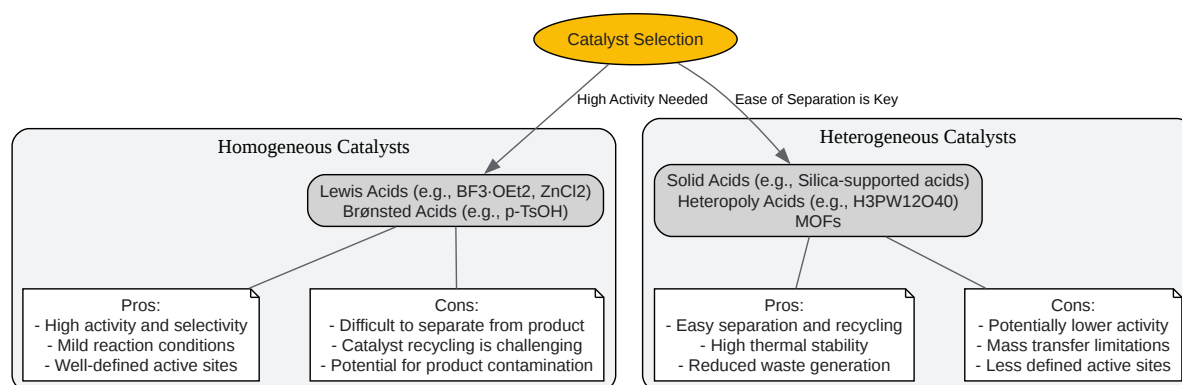 Catalyst Selection
High Activity Needed
Ease of Separation is Key
Homogeneous Catalysts
Lewis Acids (e.g., BF3·OEt2, ZnCl2)
Brønsted Acids (e.g., p-TsOH)
Pros:
- High activity and selectivity
- Mild reaction conditions
- Well-defined active sites
Cons:
- Difficult to separate from product
- Catalyst recycling is challenging
- Potential for product contamination
Heterogeneous Catalysts
Solid Acids (e.g., Silica-supported acids)
Heteropoly Acids (e.g., H3PW12O40)
MOFs
Pros:
- Easy separation and recycling
- High thermal stability
- Reduced waste generation
Cons:
- Potentially lower activity
- Mass transfer limitations
- Less defined active sites